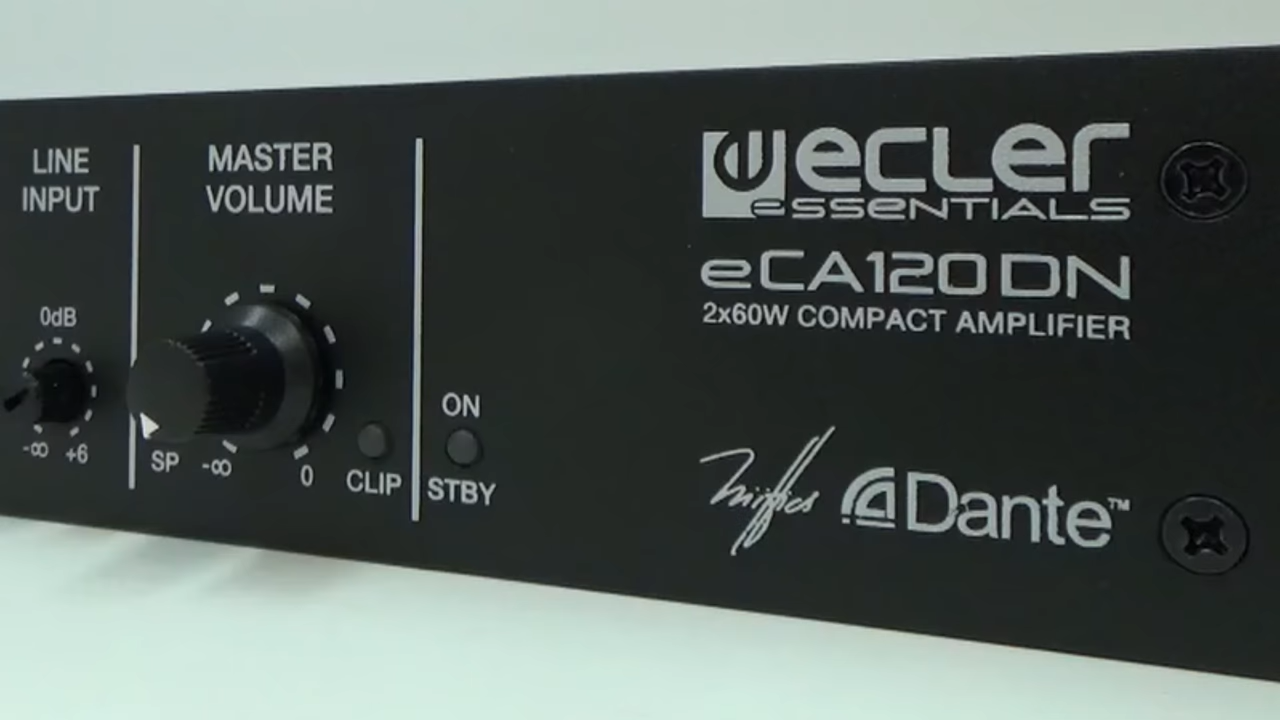 LINE
INPUT
0dB
-∞ +6
MASTER
VOLUME
SP -∞ 0
CLIP
ON
STBY
ecler
essentials
eCA120DN
2x60W COMPACT AMPLIFIER
Dante™